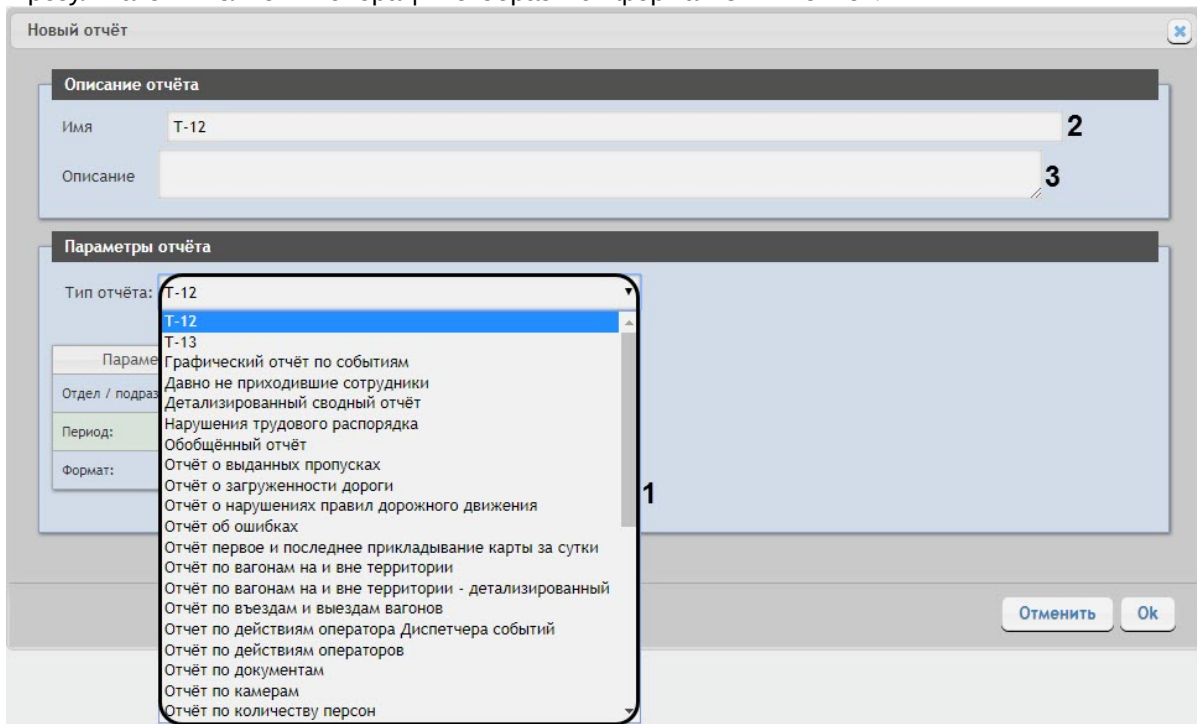 Новый отчёт
Описание отчёта
Имя
Т-12
2
Описание
3
Параметры отчёта
Тип отчёта:
Т-12
Т-12
Т-13
Графический отчёт по событиям
Давно не приходившие сотрудники
Детализированный сводный отчёт
Нарушения трудового распорядка
Обобщённый отчёт
Отчёт о выданных пропусках
Отчёт о загруженности дороги
Отчёт о нарушениях правил дорожного движения
Отчёт об ошибках
Отчёт первое и последнее прикладывание карты за сутки
Отчёт по вагонам на и вне территории
Отчёт по вагонам на и вне территории - детализированный
Отчёт по въездам и выездам вагонов
Отчет по действиям оператора Диспетчера событий
Отчёт по действиям операторов
Отчёт по документам
Отчёт по камерам
Отчёт по количеству персон
1
Параме
Отдел / подраз
Период:
Формат:
Отменить
Ok